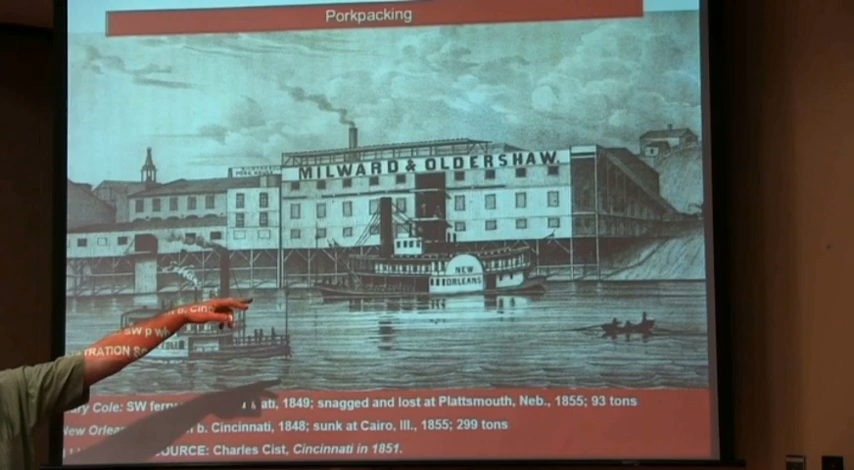 Porkpacking
MILWARD & OLDERSHAW.
NEW
ORLEANS
Cole: SW 1849; snagged and lost at Plattsmouth, Neb., 1855; 93 tons
b. Cincinnati, 1848; sunk at Cairo, Ill., 1855; 299 tons
Charles Cist, Cincinnati in 1851.